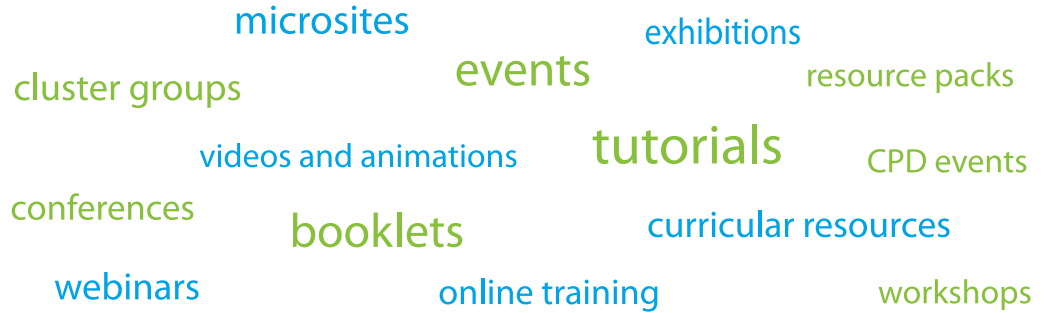 microsites
exhibitions
events
resource packs
cluster groups
tutorials
videos and animations
CPD events
conferences
booklets
curricular resources
webinars
online training
workshops